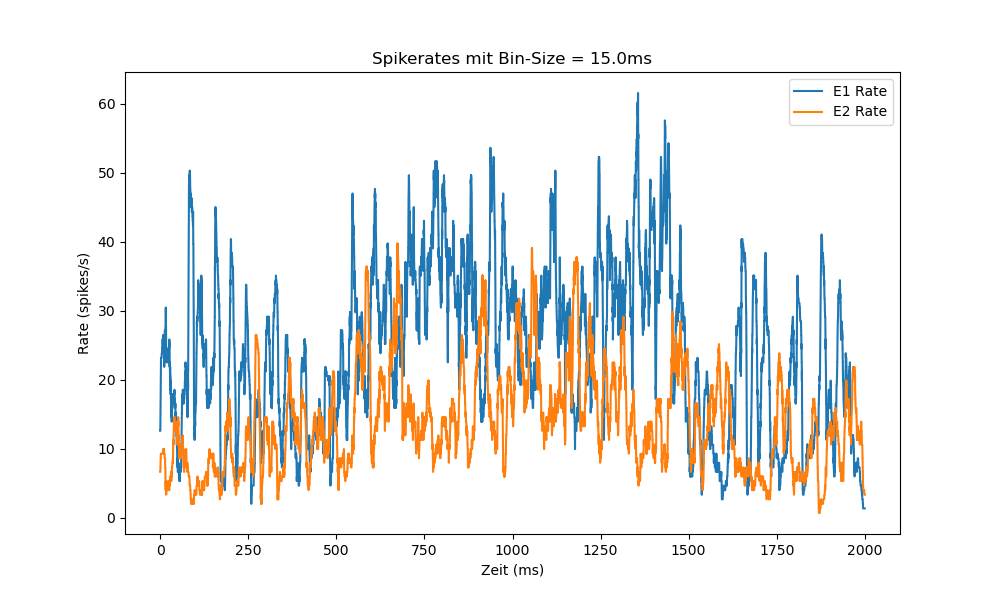 Spikerates mit Bin-Size = 15.0ms
E1 Rate
E2 Rate
Rate (spikes/s)
60
50
40
30
20
10
0
0 250 500 750 1000 1250 1500 1750 2000
Zeit (ms)